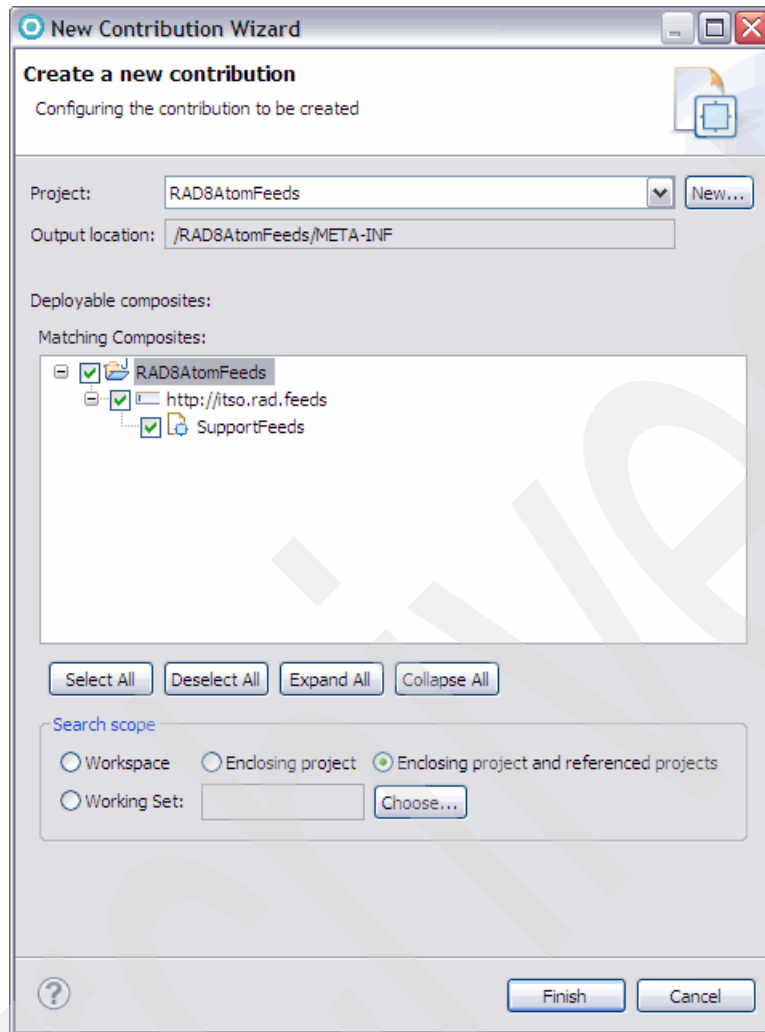 New Contribution Wizard
Create a new contribution
Configuring the contribution to be created
Project: RAD8AtomFeeds New...
Output location: /RAD8AtomFeeds/META-INF
Deployable composites:
Matching Composites:
RAD8AtomFeeds
http://itso.rad.feeds
SupportFeeds
Select All Deselect All Expand All Collapse All
Search scope
Workspace Enclosing project Enclosing project and referenced projects
Working Set: Choose...
? Finish Cancel